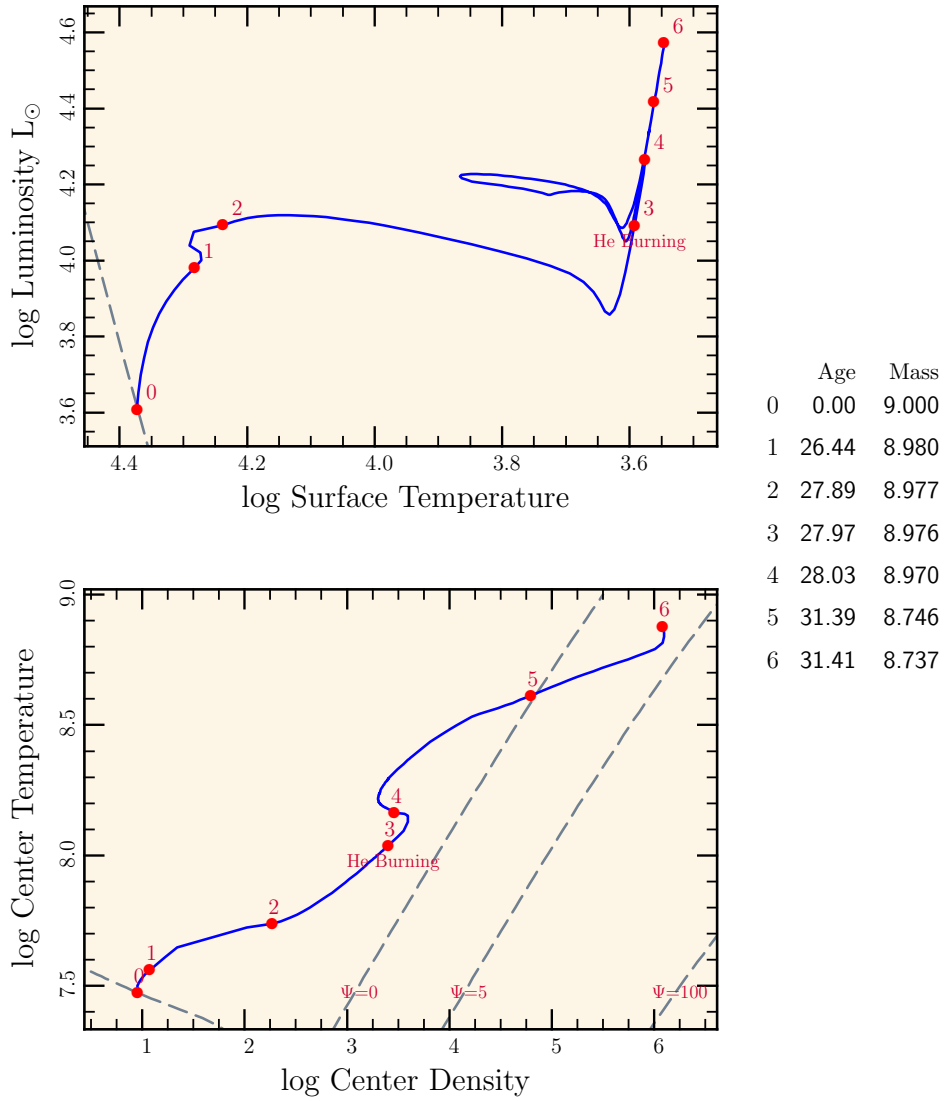 log Luminosity L⊙
4.6
4.4
4.2
4.0
3.8
3.6
6
5
4
3
He Burning
2
1
0
4.4 4.2 4.0 3.8 3.6
log Surface Temperature
Age Mass
0 0.00 9.000
1 26.44 8.980
2 27.89 8.977
3 27.97 8.976
4 28.03 8.970
5 31.39 8.746
6 31.41 8.737
log Center Temperature
9.0
8.5
8.0
7.5
6
5
4
3
He Burning
2
1
0
Ψ=0 Ψ=5 Ψ=100
1 2 3 4 5 6
log Center Density